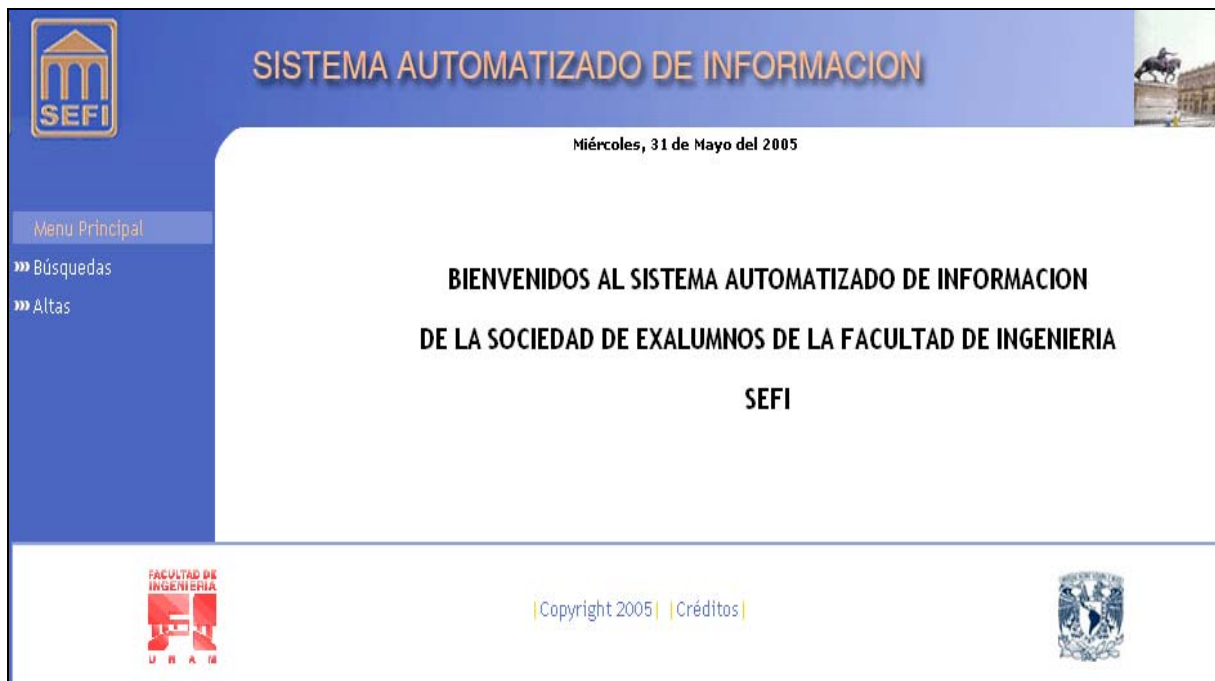 SEFI
SISTEMA AUTOMATIZADO DE INFORMACION
Miércoles, 31 de Mayo del 2005
Menu Principal
Búsquedas
Altas
BIENVENIDOS AL SISTEMA AUTOMATIZADO DE INFORMACION
DE LA SOCIEDAD DE EXALUMNOS DE LA FACULTAD DE INGENIERIA
SEFI
FACULTAD DE
INGENIERIA
U N A M
|Copyright 2005| |Créditos|